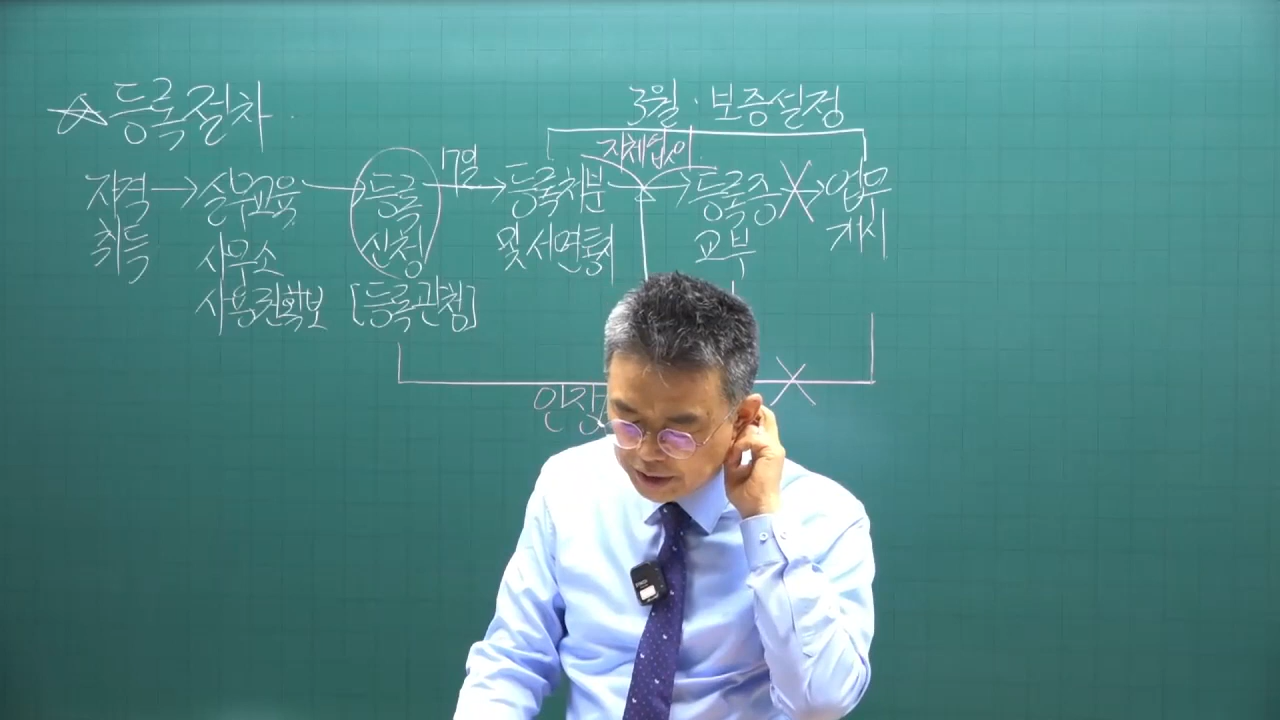 등록절차
3월 · 보증설정
지체없이
7일
자격 → 실무교육 → 등록 → 등록처분 → 등록증 → 업무
취득 사무소 신청 및 서면통지 교부 개시
사용권확보 [등록관청]
인장